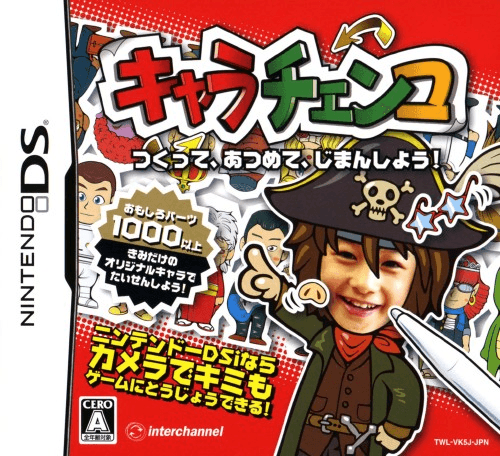 NINTENDO DS
キャラチェンコ
つくって、あつめて、じまんしよう!
おもしろパーツ
1000以上
きみだけの
オリジナルキャラで
たいせんしよう!
ニンテンドーDSiなら
カメラでキミも
ゲームにとうじょうできる!
CERO
A
全年齢対象
interchannel
TWL-VK5J-JPN